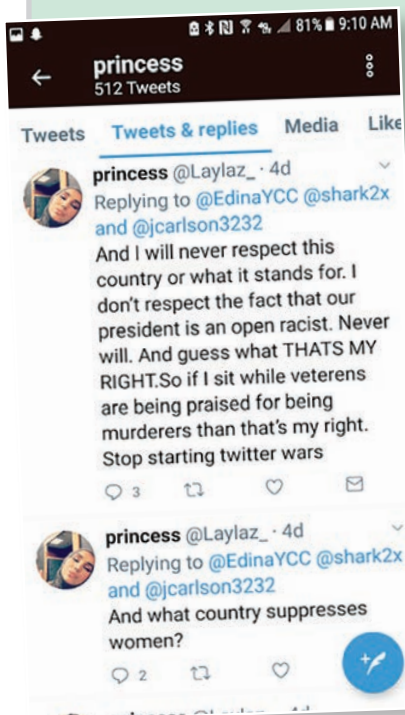 81% 9:10 AM
princess
512 Tweets
Tweets Tweets & replies Media Like
princess @Laylaz_ · 4d
Replying to @EdinaYCC @shark2x
and @jcarlson3232
And I will never respect this
country or what it stands for. I
don't respect the fact that our
president is an open racist. Never
will. And guess what THATS MY
RIGHT.So if I sit while veterens
are being praised for being
murderers than that's my right.
Stop starting twitter wars
3
princess @Laylaz_ · 4d
Replying to @EdinaYCC @shark2x
and @jcarlson3232
And what country suppresses
women?
2